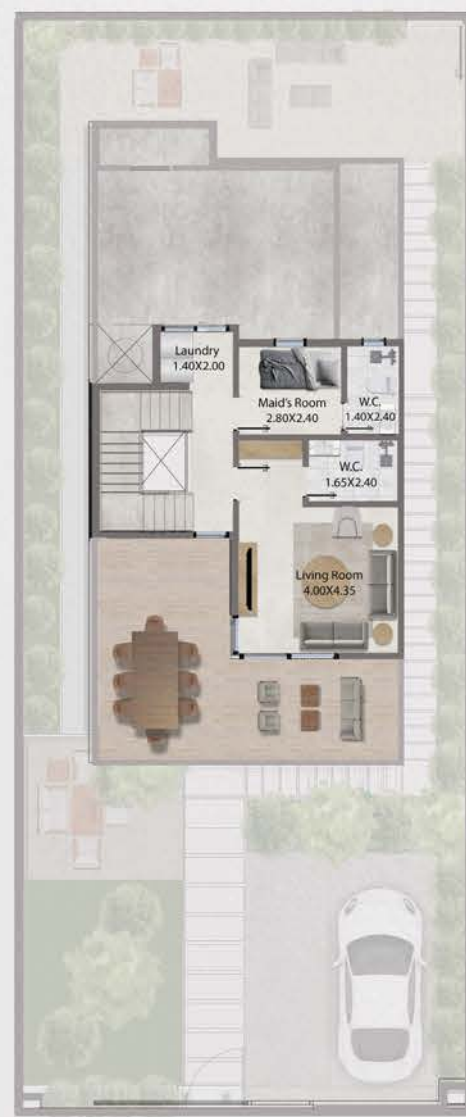 Laundry
1.40X2.00
Maid's Room
2.80X2.40
W.C.
1.40X2.40
W.C.
1.65X2.40
Living Room
4.00X4.35